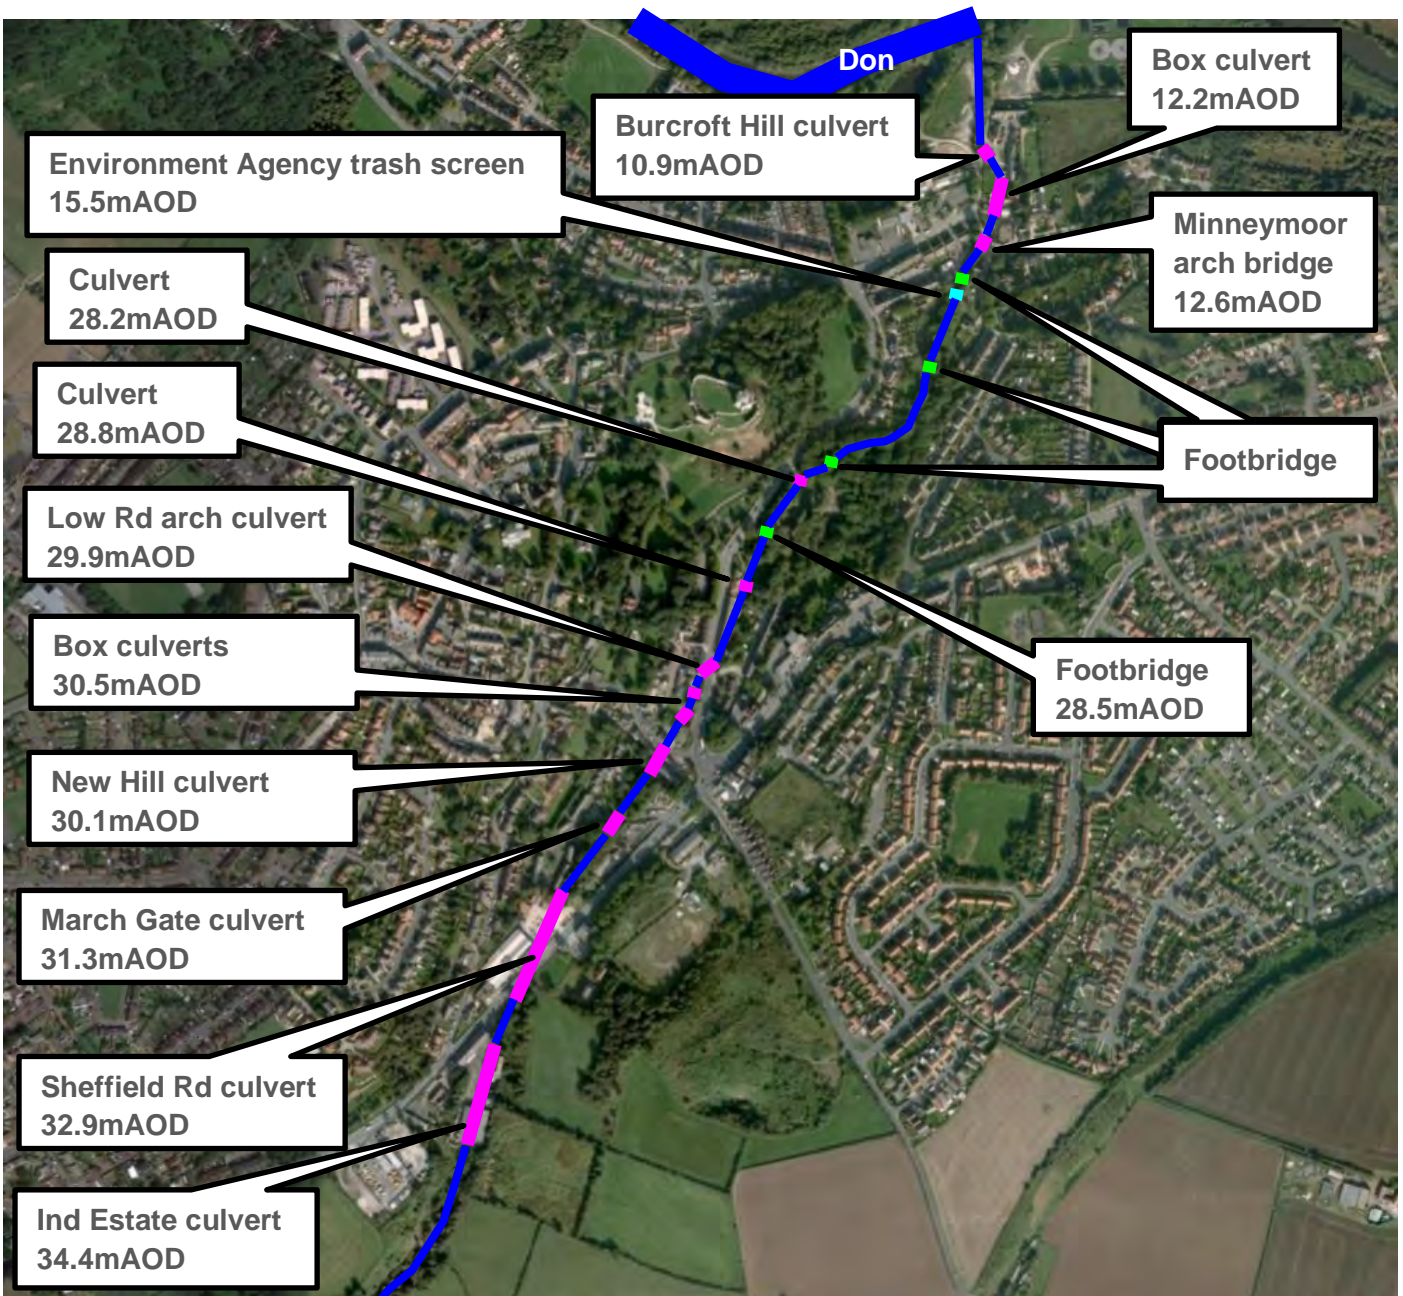 Don
Box culvert
12.2mAOD
Burcroft Hill culvert
10.9mAOD
Environment Agency trash screen
15.5mAOD
Minneymoor
arch bridge
12.6mAOD
Culvert
28.2mAOD
Culvert
28.8mAOD
Footbridge
Low Rd arch culvert
29.9mAOD
Box culverts
30.5mAOD
Footbridge
28.5mAOD
New Hill culvert
30.1mAOD
March Gate culvert
31.3mAOD
Sheffield Rd culvert
32.9mAOD
Ind Estate culvert
34.4mAOD